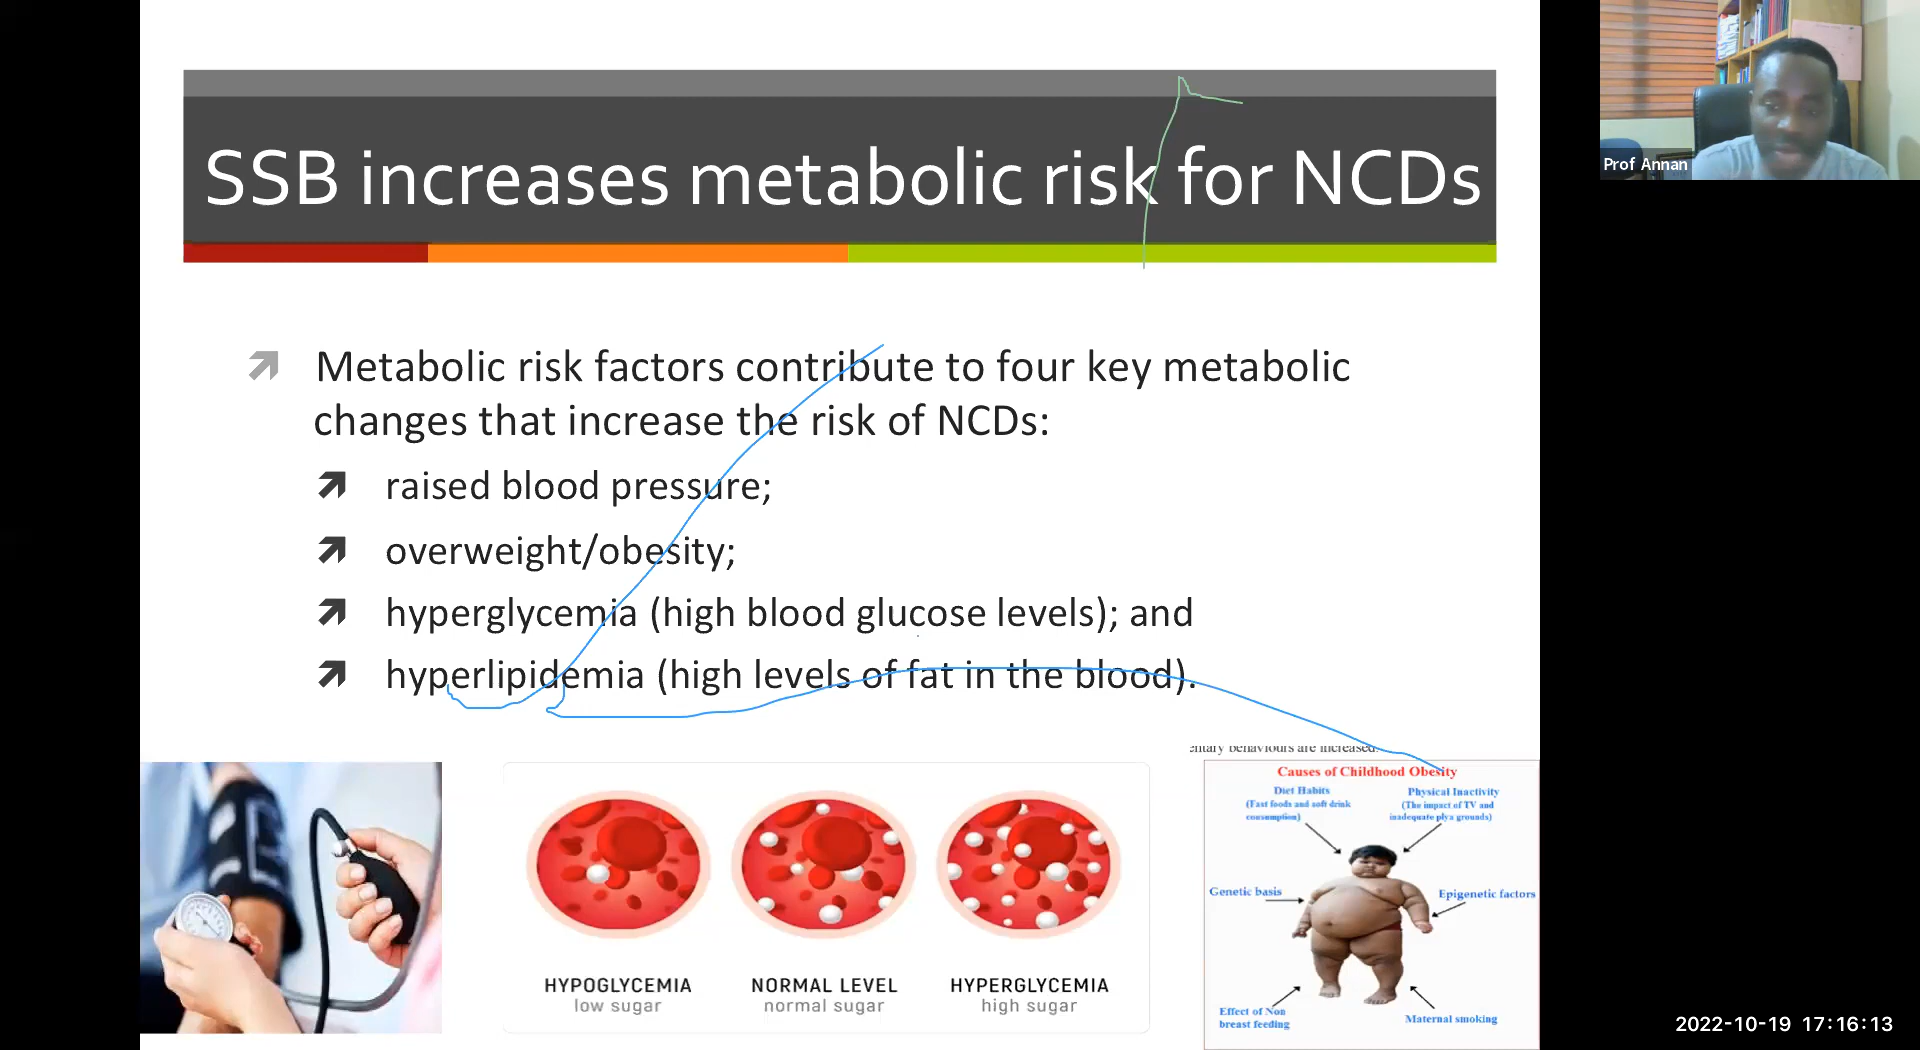 SSB increases metabolic risk for NCDs
Prof Annan
Metabolic risk factors contribute to four key metabolic
changes that increase the risk of NCDs:
raised blood pressure;
overweight/obesity;
hyperglycemia (high blood glucose levels); and
hyperlipidemia (high levels of fat in the blood).
HYPOGLYCEMIA
low sugar
NORMAL LEVEL
normal sugar
HYPERGLYCEMIA
high sugar
behaviours are increased.
Causes of Childhood Obesity
Diet Habits
(Fast foods and soft drink
consumption)
Physical Inactivity
(The impact of TV and
inadequate plya grounds)
Genetic basis
Epigenetic factors
Effect of Non
breast feeding
Maternal smoking
2022-10-19 17:16:13